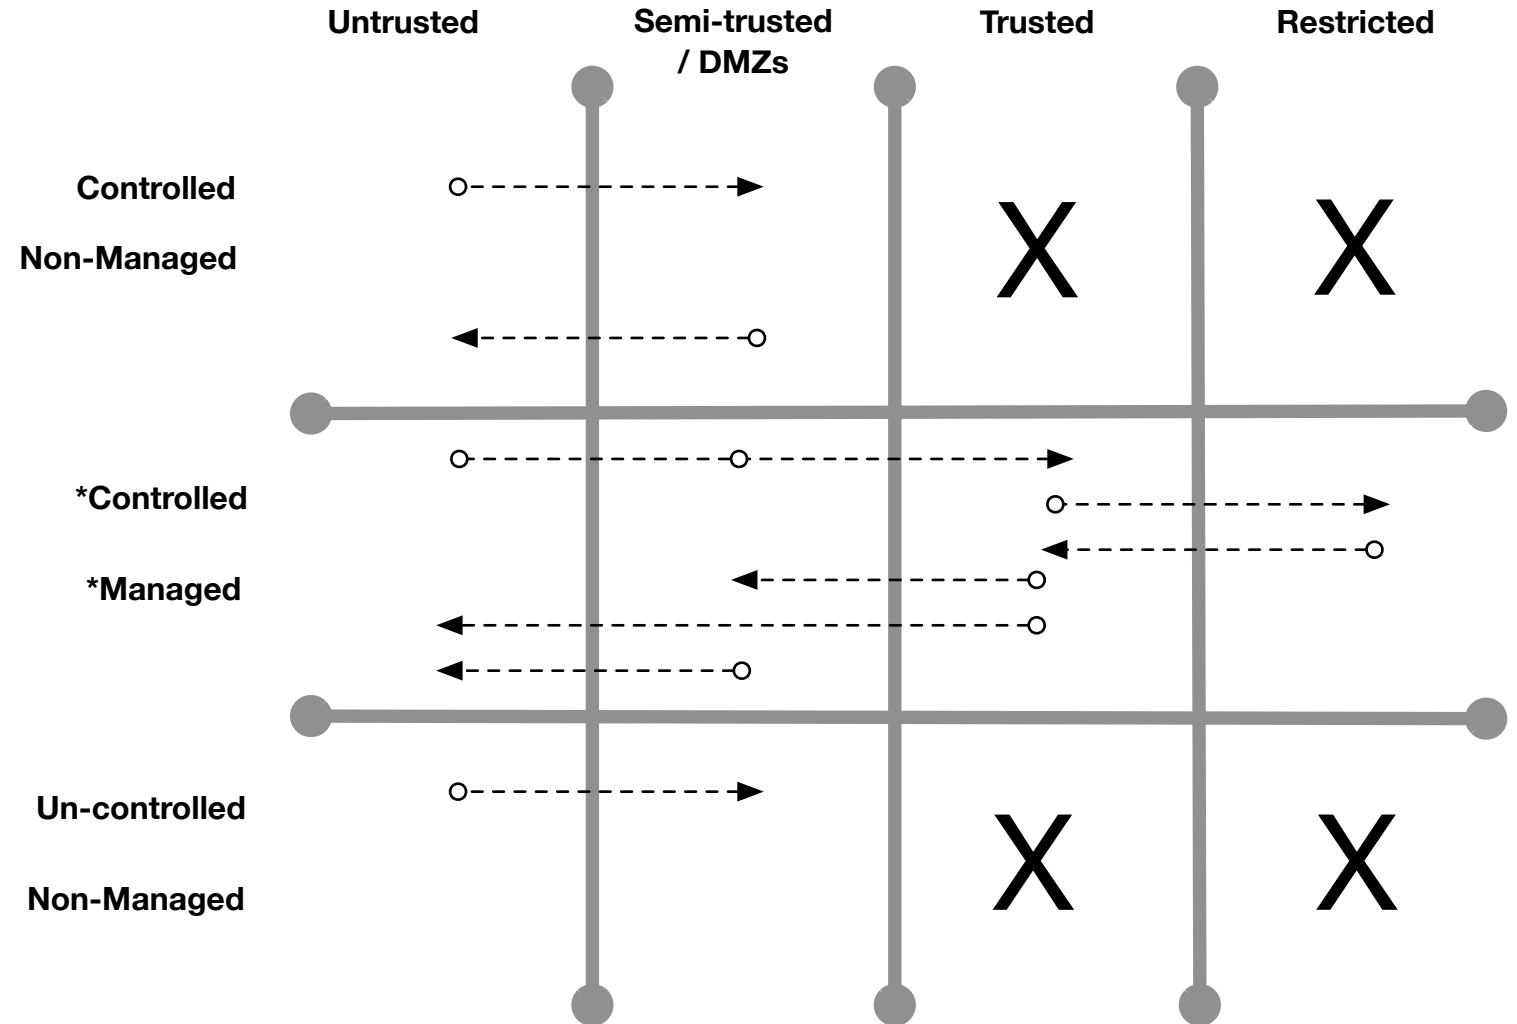 Untrusted
Semi-trusted
/ DMZs
Trusted
Restricted
Controlled
Non-Managed
X
X
*Controlled
*Managed
Un-controlled
Non-Managed
X
X